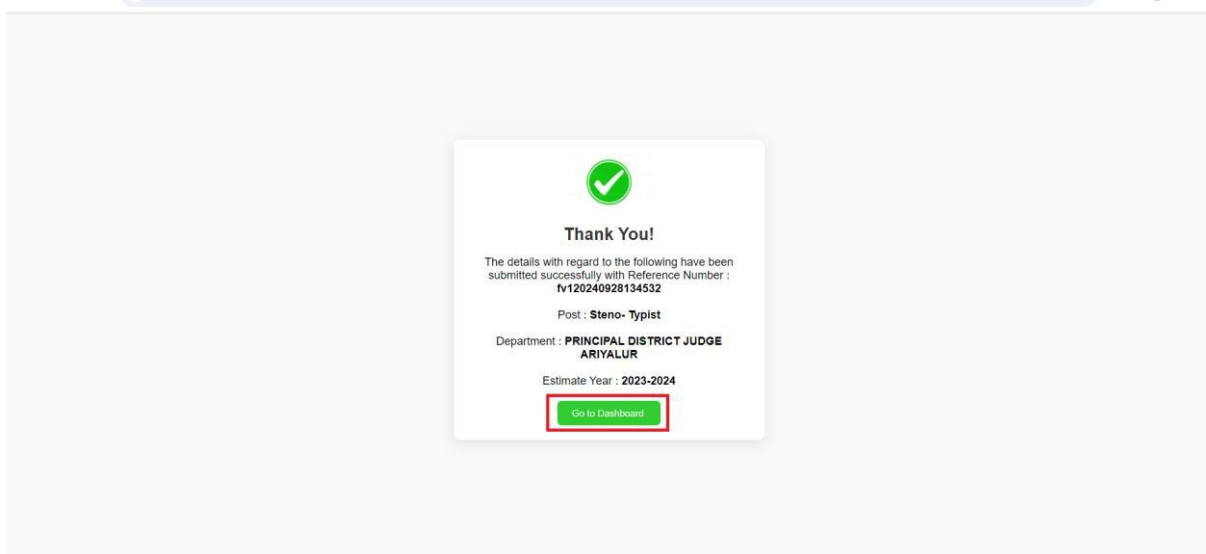 Thank You!
The details with regard to the following have been
submitted successfully with Reference Number :
fv120240928134532
Post : Steno- Typist
Department : PRINCIPAL DISTRICT JUDGE
ARIYALUR
Estimate Year : 2023-2024
Go to Dashboard